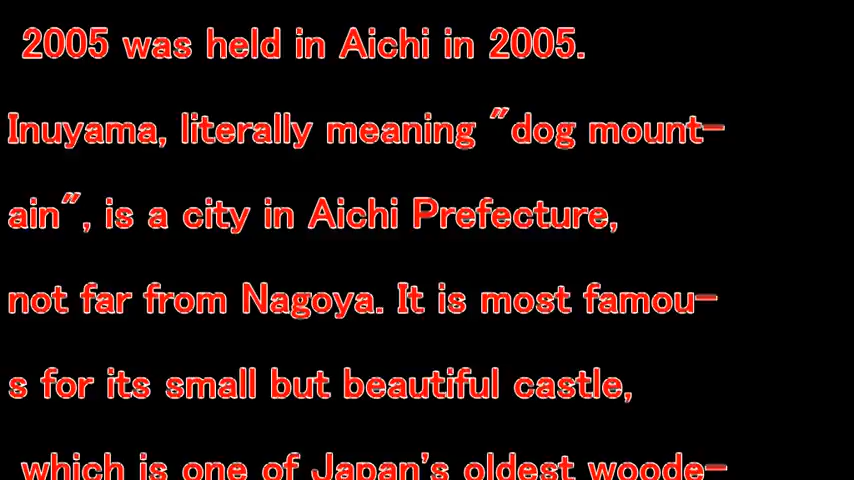 2005 was held in Aichi in 2005.
Inuyama, literally meaning "dog mount-
ain", is a city in Aichi Prefecture,
not far from Nagoya. It is most famou-
s for its small but beautiful castle,
which is one of Japan's oldest woode-